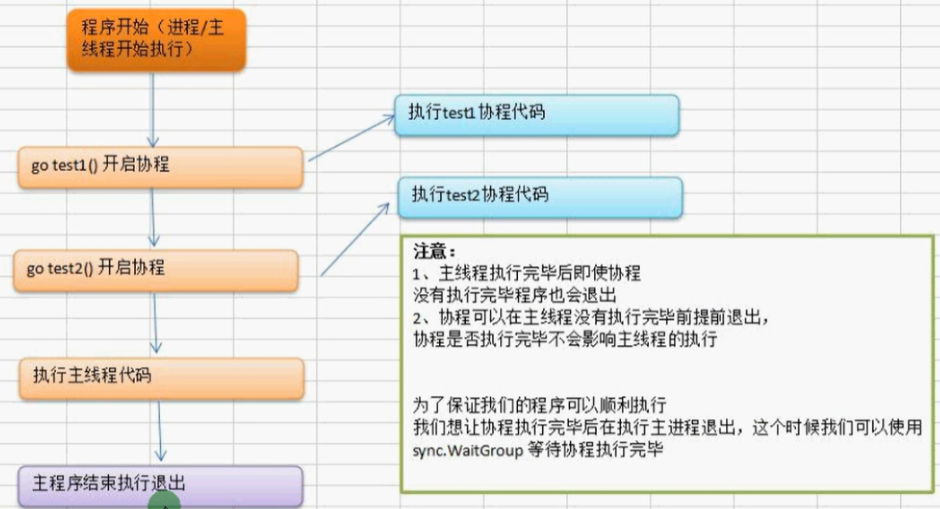 程序开始（进程/主
线程开始执行）
执行test1协程代码
go test1() 开启协程
执行test2协程代码
go test2() 开启协程
注意：
1、主线程执行完毕后即使协程
没有执行完毕程序也会退出
2、协程可以在主线程没有执行完毕前提前退出，
协程是否执行完毕不会影响主线程的执行
为了保证我们的程序可以顺利执行
我们想让协程执行完毕后在执行主进程退出，这个时候我们可以使用
sync.WaitGroup 等待协程执行完毕
执行主线程代码
主程序结束执行退出